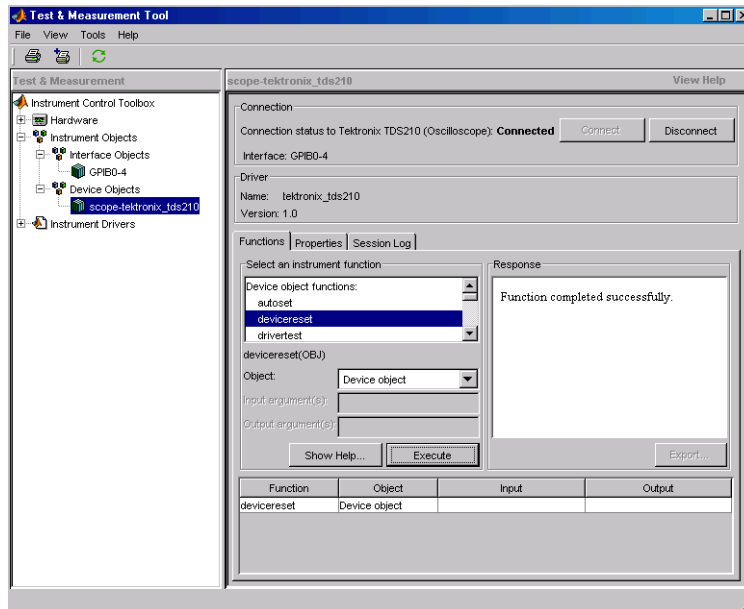 Test & Measurement Tool
File View Tools Help
Test & Measurement
Instrument Control Toolbox
Hardware
Instrument Objects
Interface Objects
GPIB0-4
Device Objects
scope-tektronix_tds210
Instrument Drivers
scope-tektronix_tds210 View Help
Connection
Connection status to Tektronix TDS210 (Oscilloscope): Connected Connect Disconnect
Interface: GPIB0-4
Driver
Name: tektronix_tds210
Version: 1.0
Functions Properties Session Log
Select an instrument function
Device object functions:
autoset
devicereset
drivertest
devicereset(OBJ)
Object: Device object
Input argument(s):
Output argument(s):
Show Help... Execute
Response
Function completed successfully.
Export...
Function Object Input Output
devicereset Device object